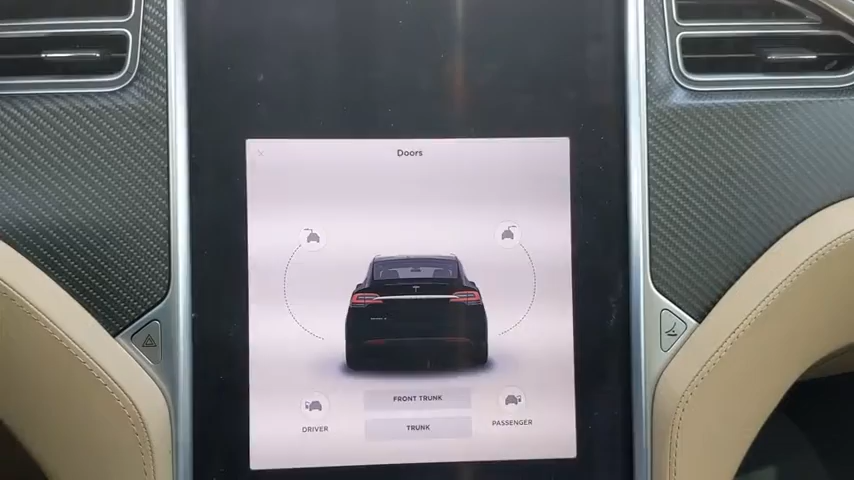 Doors
FRONT TRUNK
DRIVER
PASSENGER
TRUNK